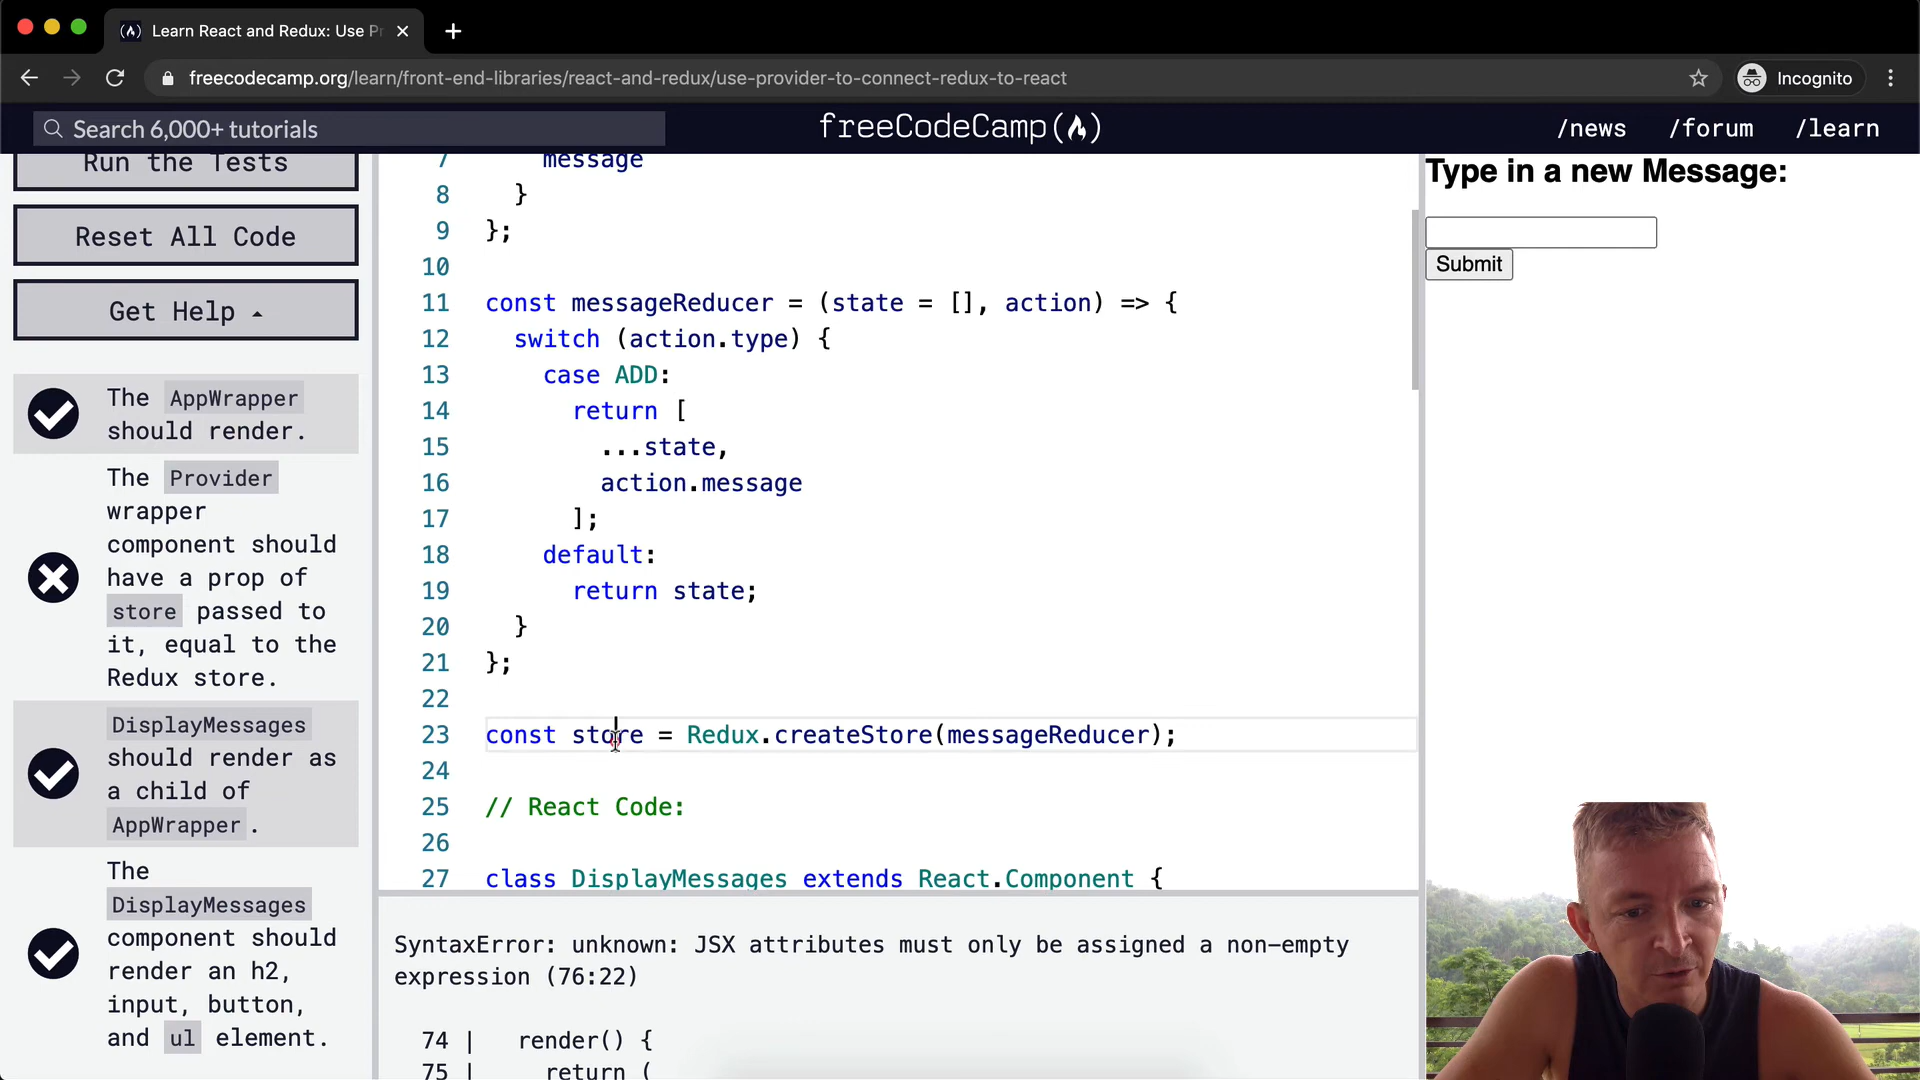 Learn React and Redux: Use Pr
freecodecamp.org/learn/front-end-libraries/react-and-redux/use-provider-to-connect-redux-to-react
Incognito
Search 6,000+ tutorials
freeCodeCamp
/news
/forum
/learn
Run the Tests
Reset All Code
Get Help
The AppWrapper
should render.
The Provider
wrapper
component should
have a prop of
store passed to
it, equal to the
Redux store.
DisplayMessages
should render as
a child of
AppWrapper.
The
DisplayMessages
component should
render an h2,
input, button,
and ul element.
7 message
8 }
9 };
10
11 const messageReducer = (state = [], action) => {
12 switch (action.type) {
13 case ADD:
14 return [
15 ...state,
16 action.message
17 ];
18 default:
19 return state;
20 }
21 };
22
23 const store = Redux.createStore(messageReducer);
24
25 // React Code:
26
27 class DisplayMessages extends React.Component {
SyntaxError: unknown: JSX attributes must only be assigned a non-empty
expression (76:22)
74 | render() {
75 | return (
Type in a new Message:
Submit